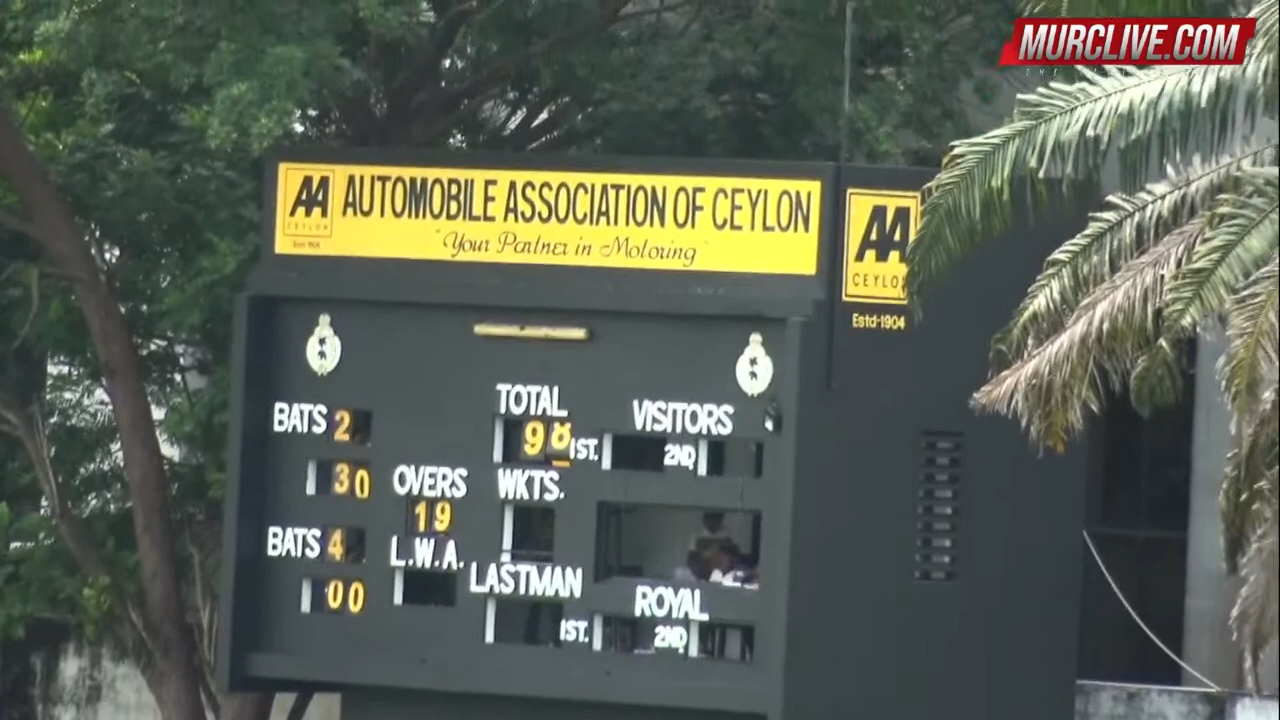 MURCLIVE.COM
AA
CEYLON
AUTOMOBILE ASSOCIATION OF CEYLON
"Your Partner in Motoring"
AA
CEYLON
Estd-1904
TOTAL
BATS 2
VISITORS
98
1ST.
2ND
30
OVERS
WKTS.
19
BATS 4
L.W.A.
LASTMAN
00
ROYAL
1ST.
2ND